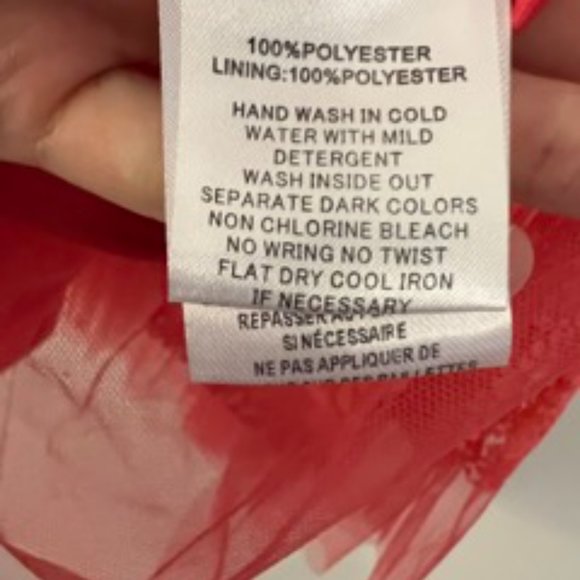 100%POLYESTER
LINING:100%POLYESTER
HAND WASH IN COLD
WATER WITH MILD
DETERGENT
WASH INSIDE OUT
SEPARATE DARK COLORS
NON CHLORINE BLEACH
NO WRING NO TWIST
FLAT DRY COOL IRON
IF NECESSARY
REPASSER
SI NÉCESSAIRE
NE PAS APPLIQUER DE